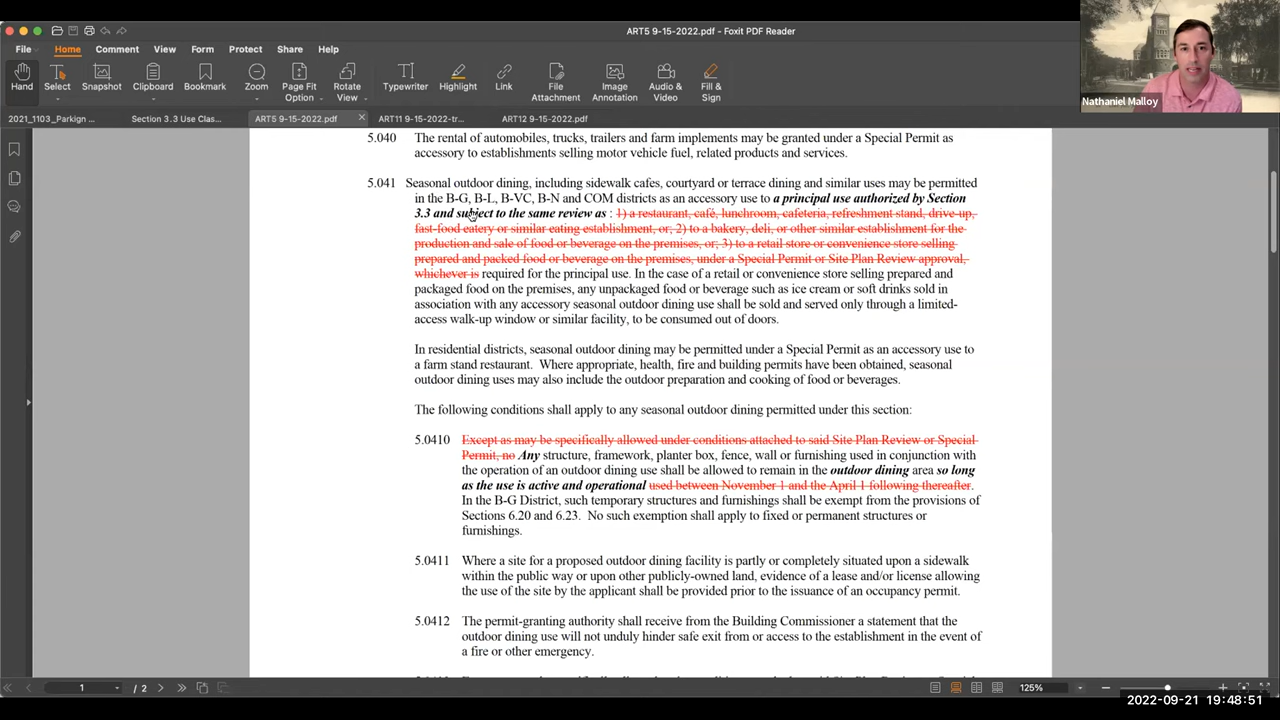 ART5 9-15-2022.pdf - Foxit PDF Reader
File Home Comment View Form Protect Share Help
Hand Select Snapshot Clipboard Bookmark Zoom Page Fit Option Rotate View Typewriter Highlight Link File Attachment Image Annotation Audio & Video Fill & Sign
Nathaniel Malloy
2021_1103_Parkign ... Section 3.3 Use Clas... ART5 9-15-2022.pdf ART11 9-15-2022-tr... ART12 9-15-2022.pdf
5.040 The rental of automobiles, trucks, trailers and farm implements may be granted under a Special Permit as
accessory to establishments selling motor vehicle fuel, related products and services.
5.041 Seasonal outdoor dining, including sidewalk cafes, courtyard or terrace dining and similar uses may be permitted
in the B-G, B-L, B-VC, B-N and COM districts as an accessory use to a principal use authorized by Section
3.3 and subject to the same review as : 1) a restaurant, café, lunchroom, cafeteria, refreshment stand, drive-up,
fast-food eatery or similar eating establishment, or; 2) to a bakery, deli, or other similar establishment for the
production and sale of food or beverage on the premises, or; 3) to a retail store or convenience store selling
prepared and packed food or beverage on the premises, under a Special Permit or Site Plan Review approval,
whichever is required for the principal use. In the case of a retail or convenience store selling prepared and
packaged food on the premises, any unpackaged food or beverage such as ice cream or soft drinks sold in
association with any accessory seasonal outdoor dining use shall be sold and served only through a limited-
access walk-up window or similar facility, to be consumed out of doors.
In residential districts, seasonal outdoor dining may be permitted under a Special Permit as an accessory use to
a farm stand restaurant. Where appropriate, health, fire and building permits have been obtained, seasonal
outdoor dining uses may also include the outdoor preparation and cooking of food or beverages.
The following conditions shall apply to any seasonal outdoor dining permitted under this section:
5.0410 Except as may be specifically allowed under conditions attached to said Site Plan Review or Special
Permit, no Any structure, framework, planter box, fence, wall or furnishing used in conjunction with
the operation of an outdoor dining use shall be allowed to remain in the outdoor dining area so long
as the use is active and operational used between November 1 and the April 1 following thereafter.
In the B-G District, such temporary structures and furnishings shall be exempt from the provisions of
Sections 6.20 and 6.23. No such exemption shall apply to fixed or permanent structures or
furnishings.
5.0411 Where a site for a proposed outdoor dining facility is partly or completely situated upon a sidewalk
within the public way or upon other publicly-owned land, evidence of a lease and/or license allowing
the use of the site by the applicant shall be provided prior to the issuance of an occupancy permit.
5.0412 The permit-granting authority shall receive from the Building Commissioner a statement that the
outdoor dining use will not unduly hinder safe exit from or access to the establishment in the event of
a fire or other emergency.
1 / 2 125%
2022-09-21 19:48:51